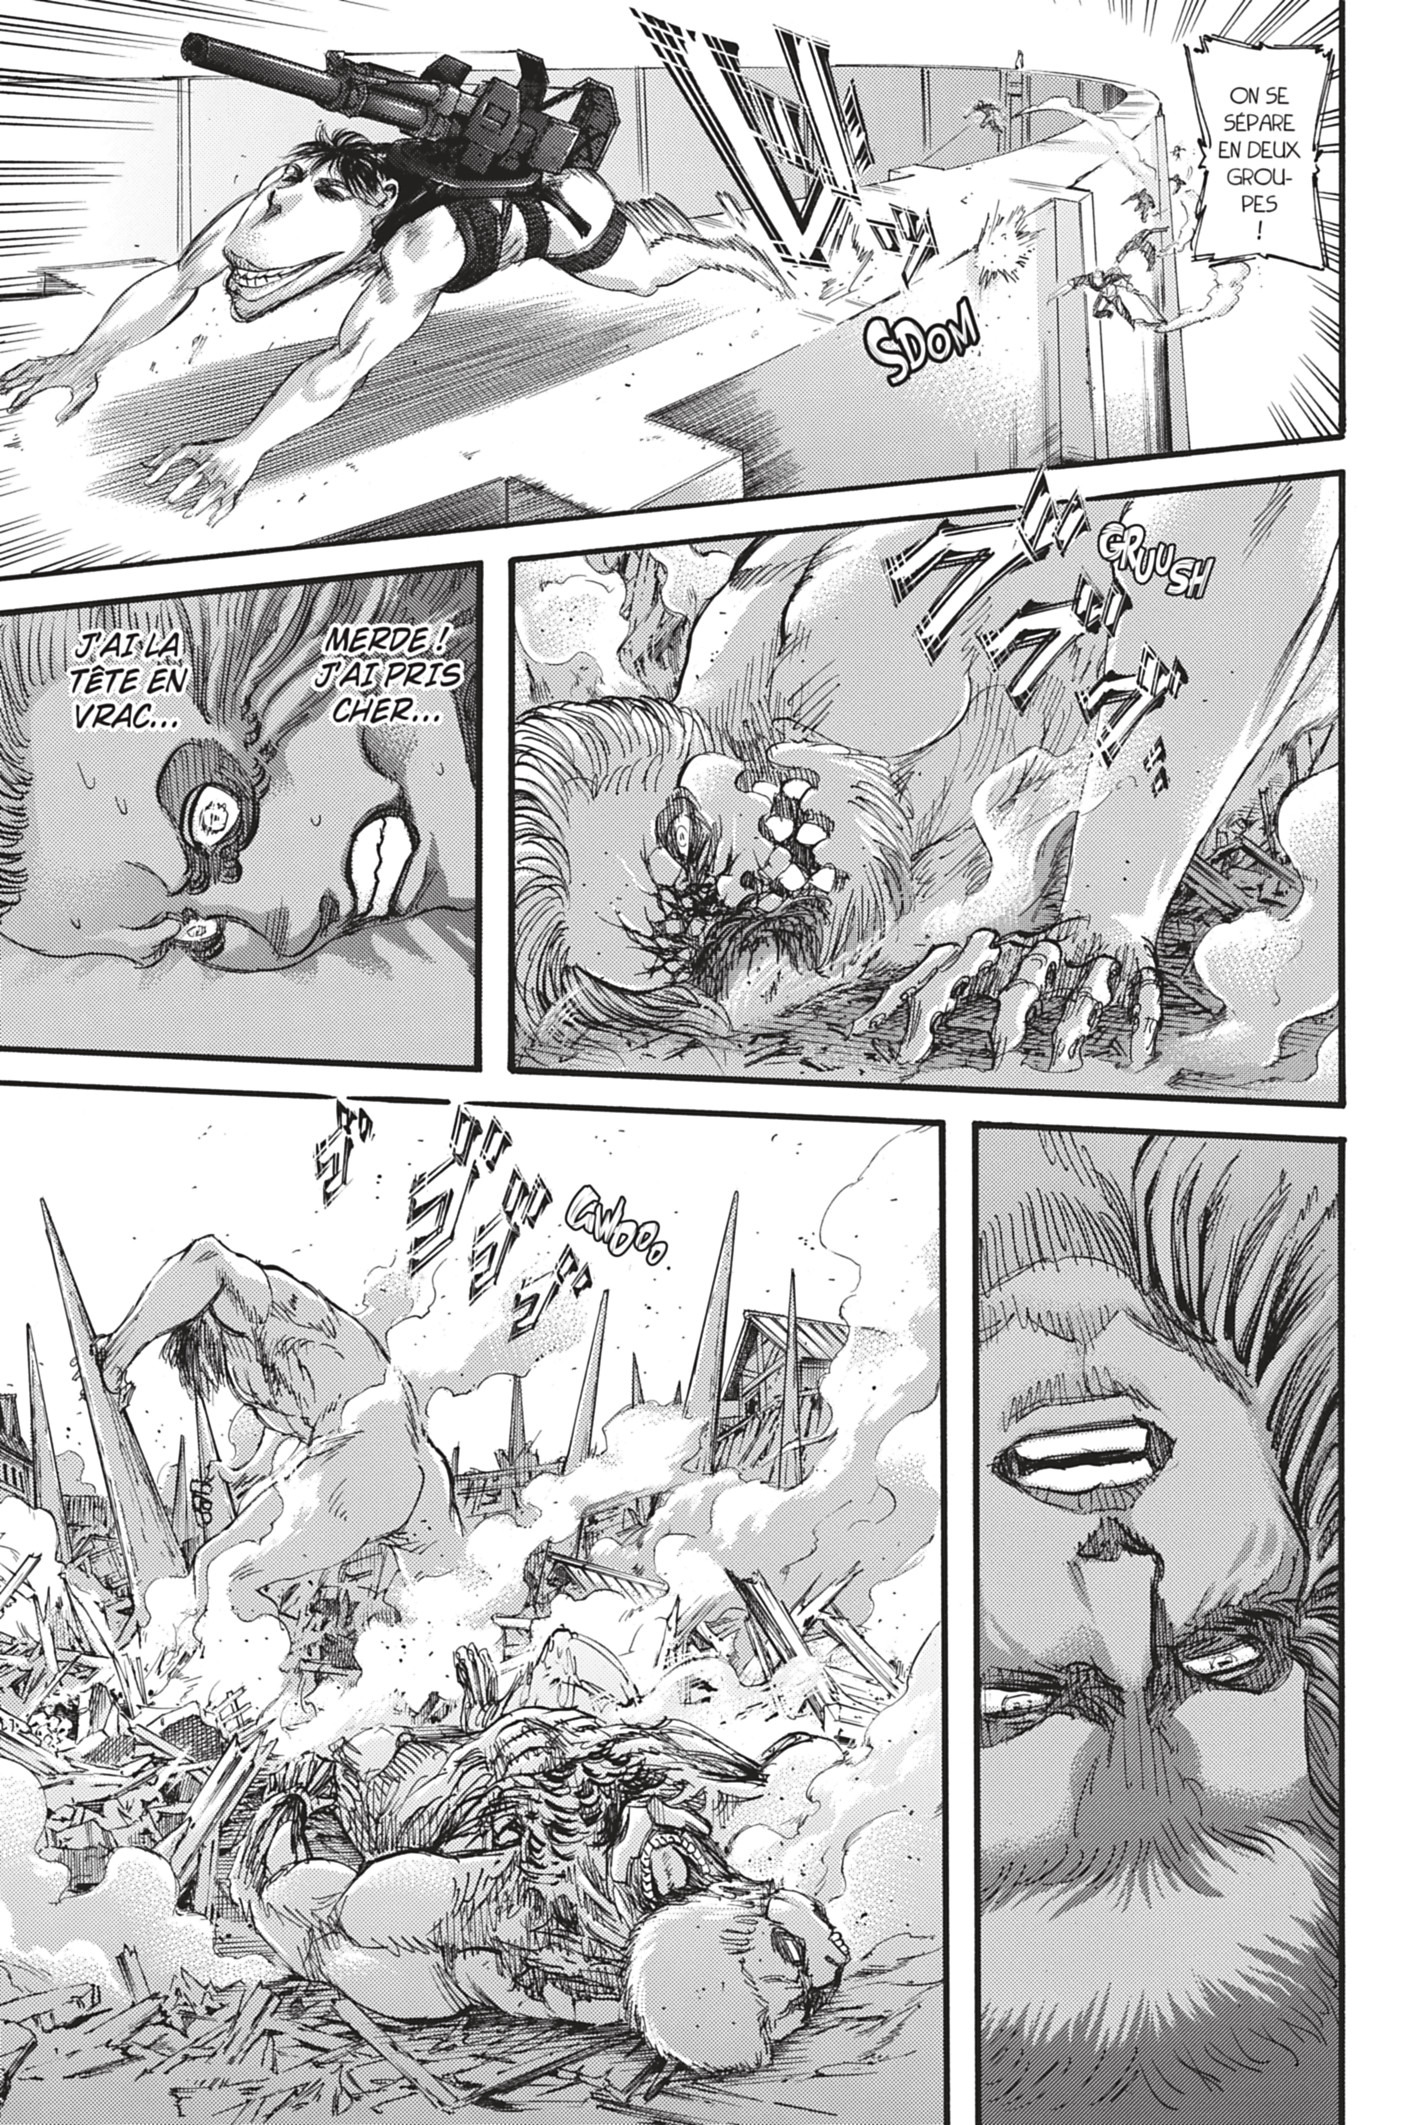 ON SE
SÉPARE
EN DEUX
GROU-
PES
!
SDOM
GRUUSH
MERDE !
J'AI PRIS
CHER...
J'AI LA
TÊTE EN
VRAC...
GWOOO